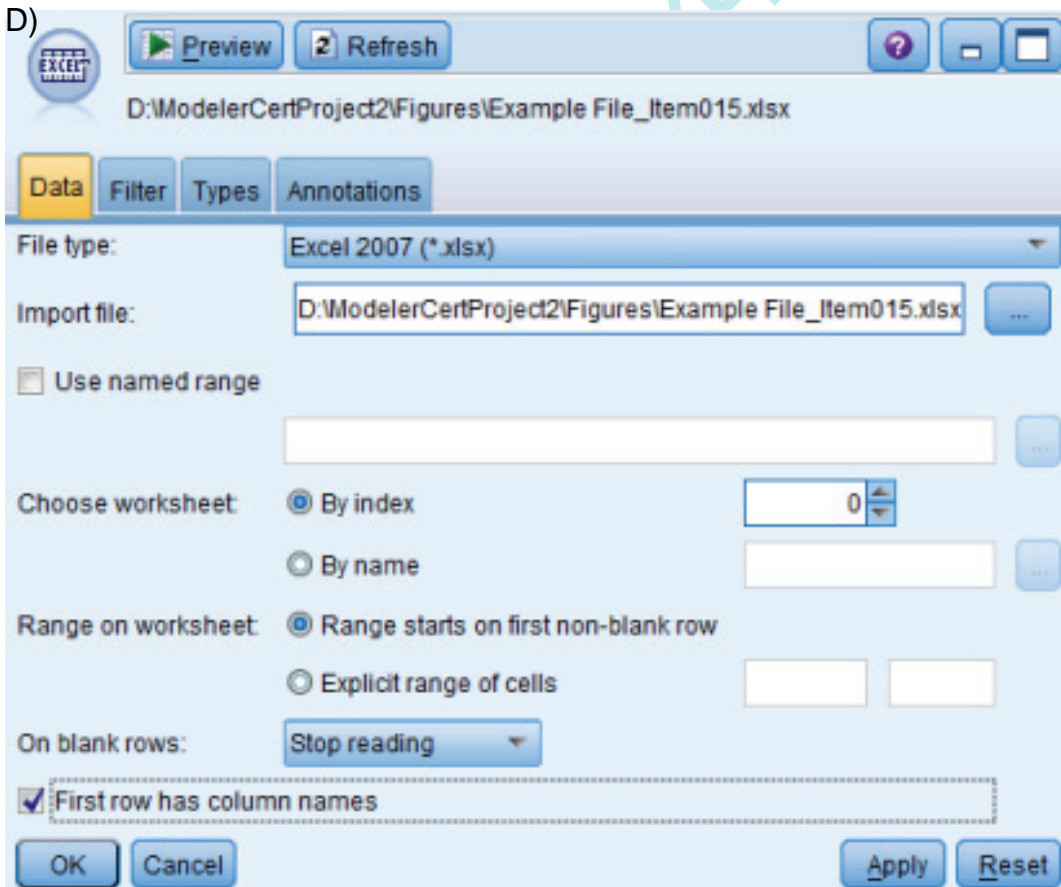 D)
EXCEL
Preview
2 Refresh
?
D:\ModelerCertProject2\Figures\Example File_Item015.xlsx
Data Filter Types Annotations
File type: Excel 2007 (*.xlsx)
Import file: D:\ModelerCertProject2\Figures\Example File_Item015.xlsx ...
Use named range
...
Choose worksheet: By index 0
By name ...
Range on worksheet: Range starts on first non-blank row
Explicit range of cells
On blank rows: Stop reading
First row has column names
OK Cancel Apply Reset